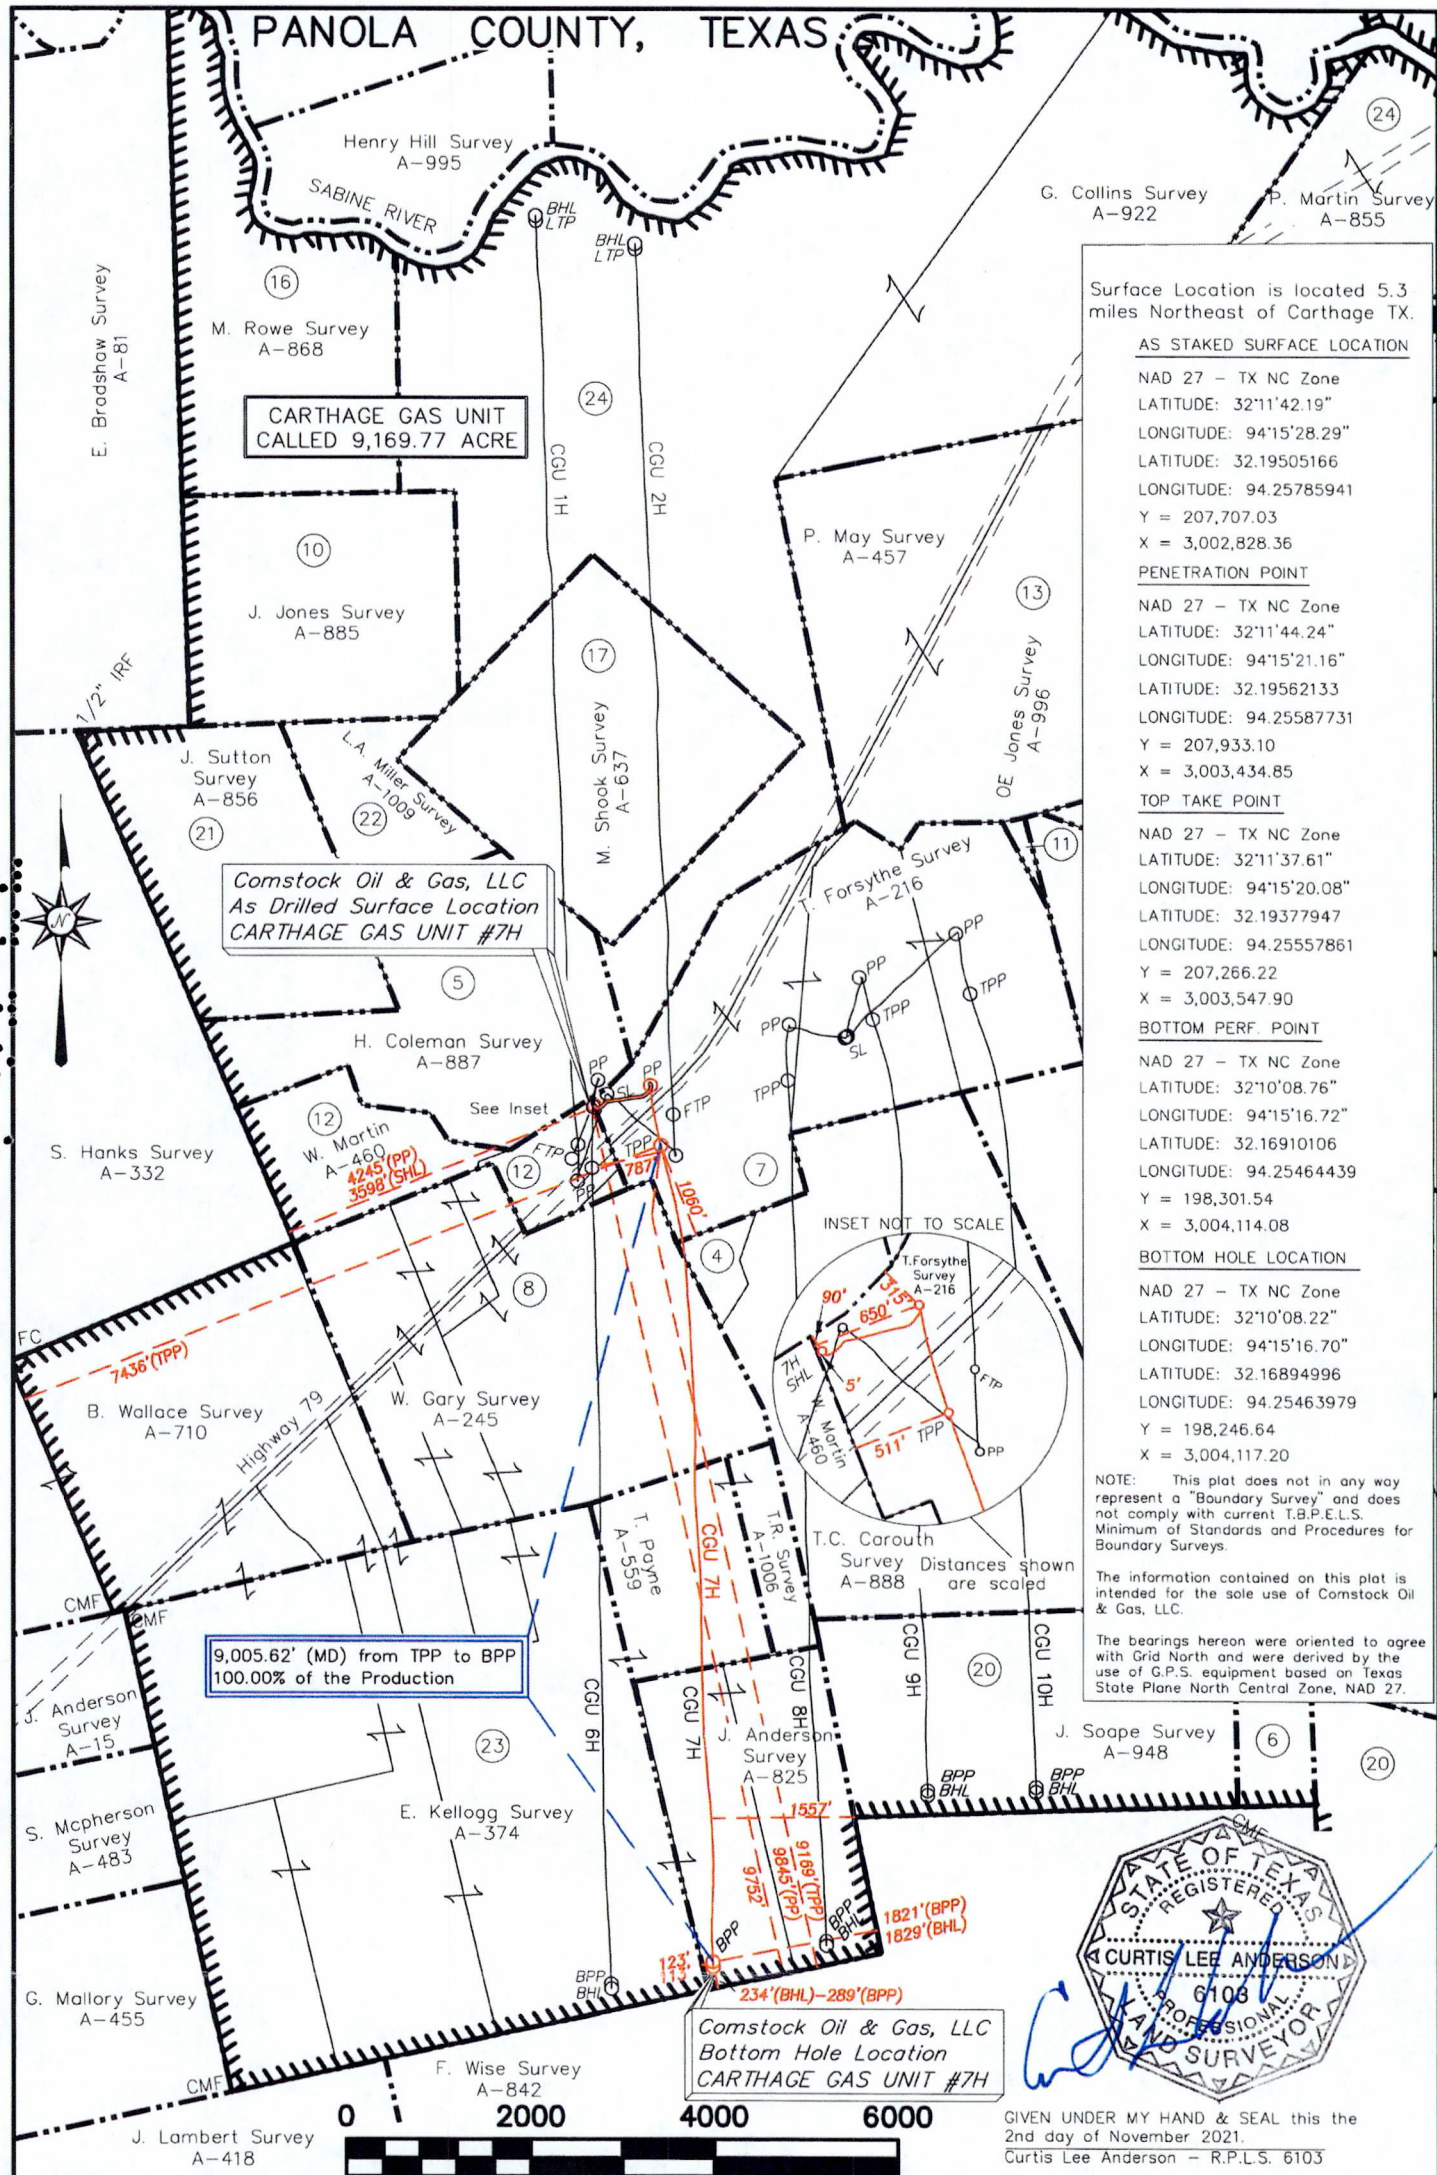 PANOLA COUNTY, TEXAS
Henry Hill Survey
A-995
SABINE RIVER
BHL
LTP
BHL
LTP
G. Collins Survey
A-922
24
P. Martin Survey
A-855
E. Bradshaw Survey
A-81
16
M. Rowe Survey
A-868
CARTHAGE GAS UNIT
CALLED 9,169.77 ACRE
24
CGU 1H
CGU 2H
10
J. Jones Survey
A-885
P. May Survey
A-457
13
OE Jones Survey
A-996
17
M. Shook Survey
A-637
1/2" IRF
J. Sutton
Survey
A-856
21
L.A. Miller Survey
A-1009
22
11
T. Forsythe Survey
A-216
Comstock Oil & Gas, LLC
As Drilled Surface Location
CARTHAGE GAS UNIT #7H
N
5
H. Coleman Survey
A-887
See Inset
PP
SL
PP
FTP
FTP
TPP
PP
787'
1060'
PP
PP
PP
TPP
TPP
TPP
SL
S. Hanks Survey
A-332
12
W. Martin
A-460
4245'(PP)
3598'(SHL)
12
7
4
8
FC
7436'(TPP)
B. Wallace Survey
A-710
Highway 79
W. Gary Survey
A-245
INSET NOT TO SCALE
T.Forsythe
Survey
A-216
90'
315'
650'
7H
SHL
5'
W. Martin
A-460
511'
TPP
FTP
PP
T. Payne
A-559
CGU 7H
T.R. Survey
A-1006
T.C. Carouth
Survey
A-888
Distances shown
are scaled
CMF
CMF
9,005.62' (MD) from TPP to BPP
100.00% of the Production
J. Anderson
Survey
A-15
23
CGU 6H
CGU 7H
CGU 8H
CGU 9H
CGU 10H
20
J. Anderson
Survey
A-825
J. Soape Survey
A-948
6
20
BPP
BHL
BPP
BHL
S. Mcpherson
Survey
A-483
E. Kellogg Survey
A-374
1557'
9752'
9845'(PP)
9169'(TPP)
BPP
BPP
BHL
1821'(BPP)
1829'(BHL)
123'
113'
BPP
BHL
234'(BHL)-289'(BPP)
G. Mallory Survey
A-455
Comstock Oil & Gas, LLC
Bottom Hole Location
CARTHAGE GAS UNIT #7H
CMF
F. Wise Survey
A-842
J. Lambert Survey
A-418
0 2000 4000 6000
Surface Location is located 5.3
miles Northeast of Carthage TX.
AS STAKED SURFACE LOCATION
NAD 27 - TX NC Zone
LATITUDE: 32°11'42.19"
LONGITUDE: 94°15'28.29"
LATITUDE: 32.19505166
LONGITUDE: 94.25785941
Y = 207,707.03
X = 3,002,828.36
PENETRATION POINT
NAD 27 - TX NC Zone
LATITUDE: 32°11'44.24"
LONGITUDE: 94°15'21.16"
LATITUDE: 32.19562133
LONGITUDE: 94.25587731
Y = 207,933.10
X = 3,003,434.85
TOP TAKE POINT
NAD 27 - TX NC Zone
LATITUDE: 32°11'37.61"
LONGITUDE: 94°15'20.08"
LATITUDE: 32.19377947
LONGITUDE: 94.25557861
Y = 207,266.22
X = 3,003,547.90
BOTTOM PERF. POINT
NAD 27 - TX NC Zone
LATITUDE: 32°10'08.76"
LONGITUDE: 94°15'16.72"
LATITUDE: 32.16910106
LONGITUDE: 94.25464439
Y = 198,301.54
X = 3,004,114.08
BOTTOM HOLE LOCATION
NAD 27 - TX NC Zone
LATITUDE: 32°10'08.22"
LONGITUDE: 94°15'16.70"
LATITUDE: 32.16894996
LONGITUDE: 94.25463979
Y = 198,246.64
X = 3,004,117.20
NOTE: This plat does not in any way
represent a "Boundary Survey" and does
not comply with current T.B.P.E.L.S.
Minimum of Standards and Procedures for
Boundary Surveys.
The information contained on this plat is
intended for the sole use of Comstock Oil
& Gas, LLC.
The bearings hereon were oriented to agree
with Grid North and were derived by the
use of G.P.S. equipment based on Texas
State Plane North Central Zone, NAD 27.
CMF
STATE OF TEXAS
REGISTERED
CURTIS LEE ANDERSON
6103
PROFESSIONAL
LAND SURVEYOR
GIVEN UNDER MY HAND & SEAL this the
2nd day of November 2021.
Curtis Lee Anderson - R.P.L.S. 6103